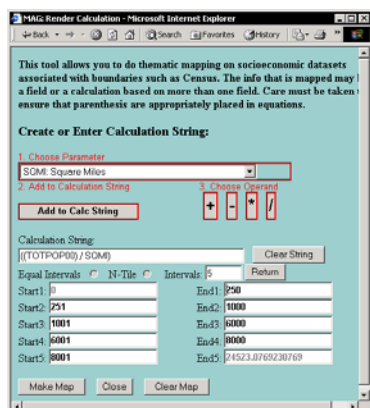 MAG: Render Calculation - Microsoft Internet Explorer
Back Search Favorites History
This tool allows you to do thematic mapping on socioeconomic datasets
associated with boundaries such as Census. The info that is mapped may
a field or a calculation based on more than one field. Care must be taken
ensure that parenthesis are appropriately placed in equations.
Create or Enter Calculation String:
1. Choose Parameter
SQMI: Square Miles
2. Add to Calculation String 3. Choose Operand
Add to Calc String + - * /
Calculation String:
((TOTPOP00) / SQMI) Clear String
Equal Intervals N-Tile Intervals: 5 Return
Start1: 0 End1: 250
Start2: 251 End2: 1000
Start3: 1001 End3: 6000
Start4: 6001 End4: 8000
Start5: 8001 End5: 24523.0769230769
Make Map Close Clear Map